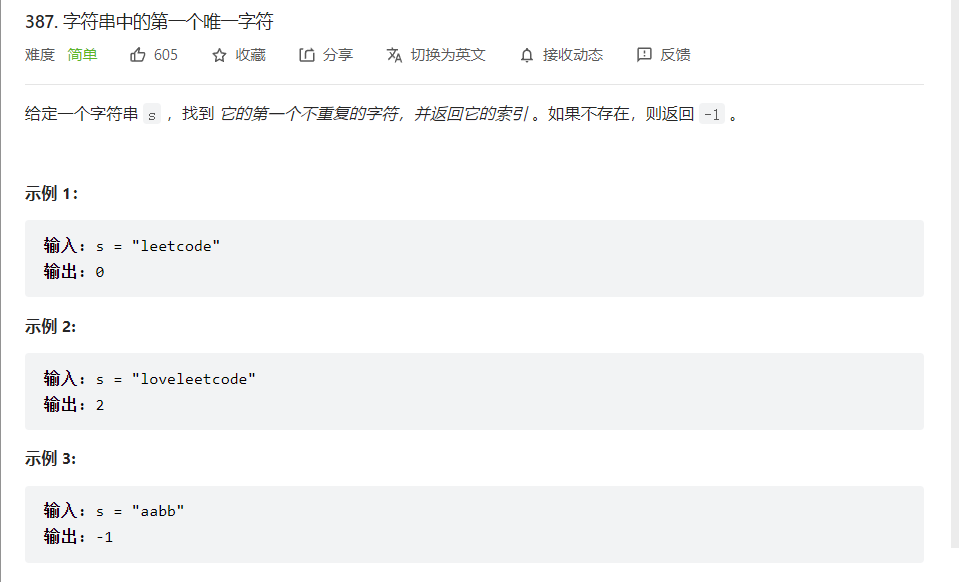 387. 字符串中的第一个唯一字符
难度 简单 605 收藏 分享 切换为英文 接收动态 反馈
给定一个字符串 s ，找到 它的第一个不重复的字符，并返回它的索引 。如果不存在，则返回 -1 。
示例 1：
输入：s = "leetcode"
输出：0
示例 2：
输入：s = "loveleetcode"
输出：2
示例 3：
输入：s = "aabb"
输出：-1